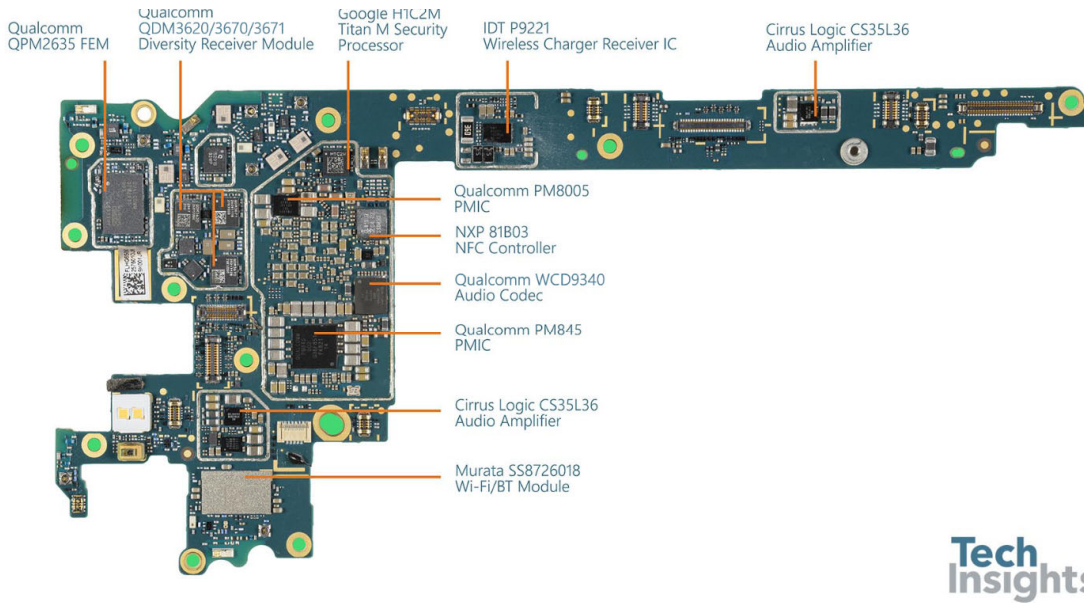 Qualcomm
QPM2635 FEM
Qualcomm
QDM3620/3670/3671
Diversity Receiver Module
Google H1C2M
Titan M Security
Processor
IDT P9221
Wireless Charger Receiver IC
Cirrus Logic CS35L36
Audio Amplifier
Qualcomm PM8005
PMIC
NXP 81B03
NFC Controller
Qualcomm WCD9340
Audio Codec
Qualcomm PM845
PMIC
Cirrus Logic CS35L36
Audio Amplifier
Murata SS8726018
Wi-Fi/BT Module
Tech
Insights